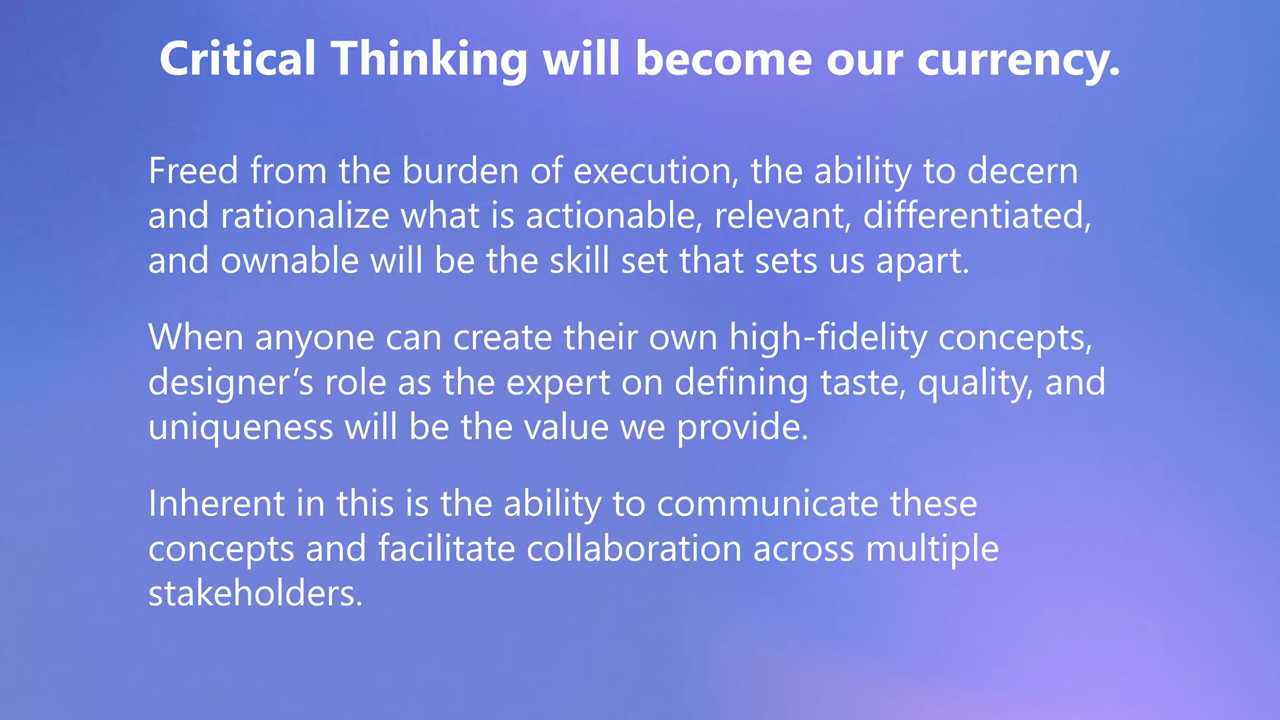 Critical Thinking will become our currency.
Freed from the burden of execution, the ability to decern
and rationalize what is actionable, relevant, differentiated,
and ownable will be the skill set that sets us apart.
When anyone can create their own high-fidelity concepts,
designer’s role as the expert on defining taste, quality, and
uniqueness will be the value we provide.
Inherent in this is the ability to communicate these
concepts and facilitate collaboration across multiple
stakeholders.